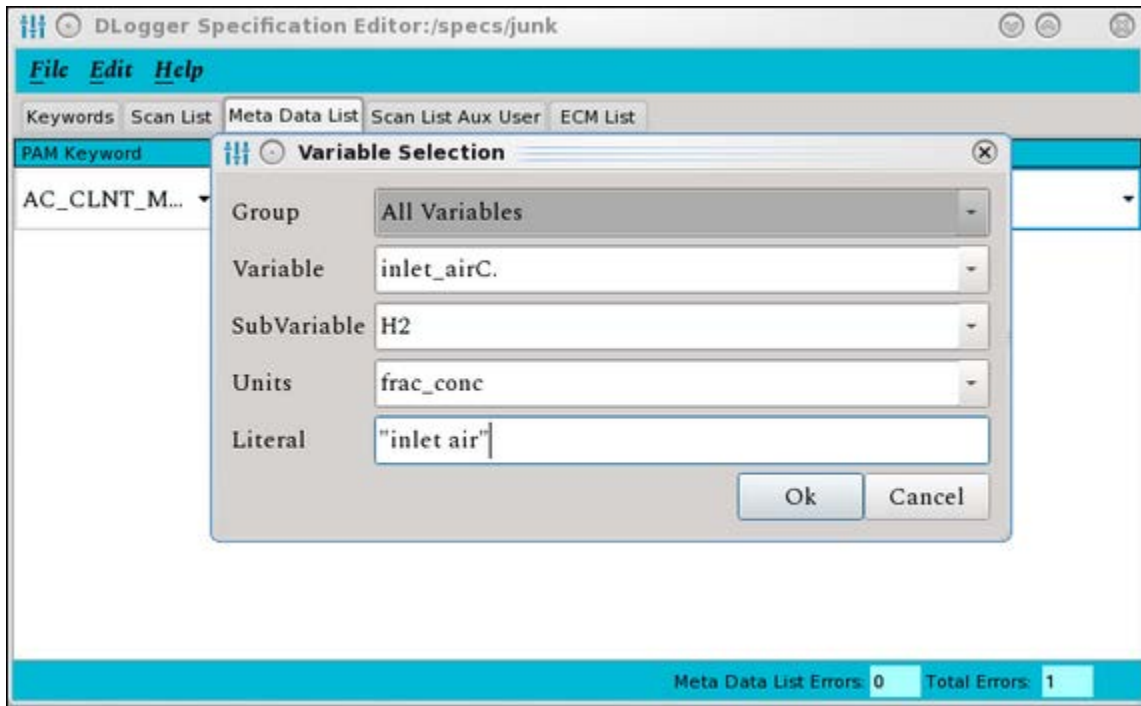 DLogger Specification Editor:/specs/junk
File Edit Help
Keywords Scan List Meta Data List Scan List Aux User ECM List
PAM Keyword
Variable Selection
AC_CLNT_M...
Group All Variables
Variable inlet_airC.
SubVariable H2
Units frac_conc
Literal "inlet air"
Ok Cancel
Meta Data List Errors: 0 Total Errors: 1